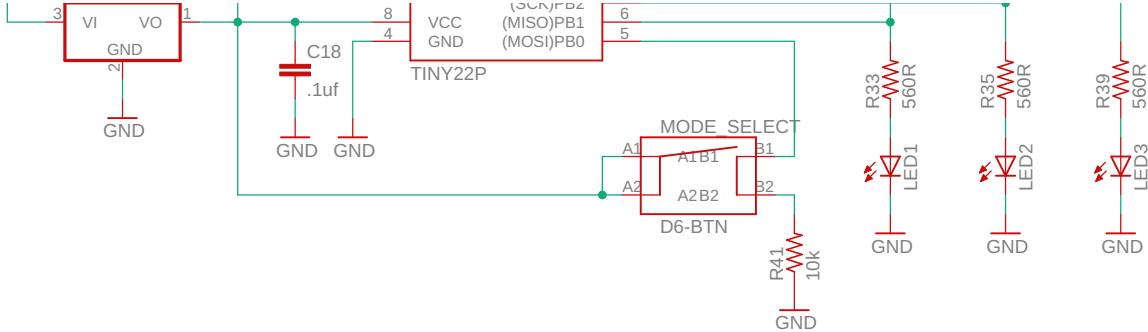 3 VI VO 1
GND
2
GND
C18
.1uf
GND
GND
8 VCC
4 GND
(SCK)PB2
(MISO)PB1 6
(MOSI)PB0 5
TINY22P
MODE_SELECT
A1 A1B1 B1
A2 A2B2 B2
D6-BTN
R41
10k
GND
R33
560R
LED1
GND
R35
560R
LED2
GND
R39
560R
LED3
GND